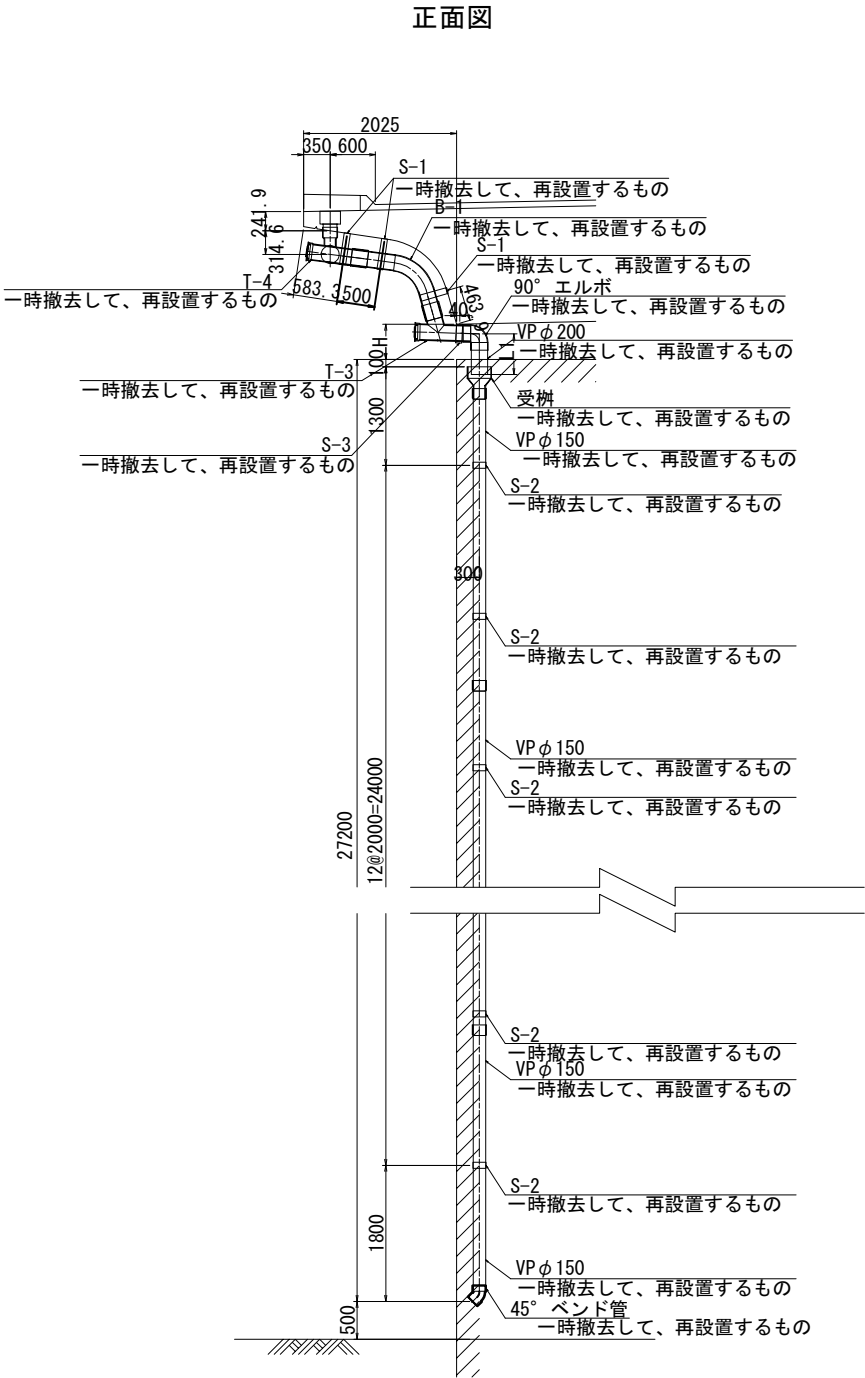 正面図
2025
350
600
S-1
一時撤去して、再設置するもの
B-1
一時撤去して、再設置するもの
241.9
314.6
S-1
一時撤去して、再設置するもの
T-4
一時撤去して、再設置するもの
583.3
500
463.9
40
90° エルボ
一時撤去して、再設置するもの
VPφ200
一時撤去して、再設置するもの
H
100
T-3
一時撤去して、再設置するもの
受桝
一時撤去して、再設置するもの
1300
S-3
一時撤去して、再設置するもの
VPφ150
一時撤去して、再設置するもの
S-2
一時撤去して、再設置するもの
300
S-2
一時撤去して、再設置するもの
VPφ150
一時撤去して、再設置するもの
S-2
一時撤去して、再設置するもの
27200
12@2000=24000
S-2
一時撤去して、再設置するもの
VPφ150
一時撤去して、再設置するもの
S-2
一時撤去して、再設置するもの
1800
VPφ150
一時撤去して、再設置するもの
45° ベンド管
一時撤去して、再設置するもの
500